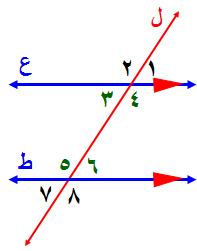 ل
ع ٢ ١
٣ ٤
ط ٥ ٦
٧ ٨